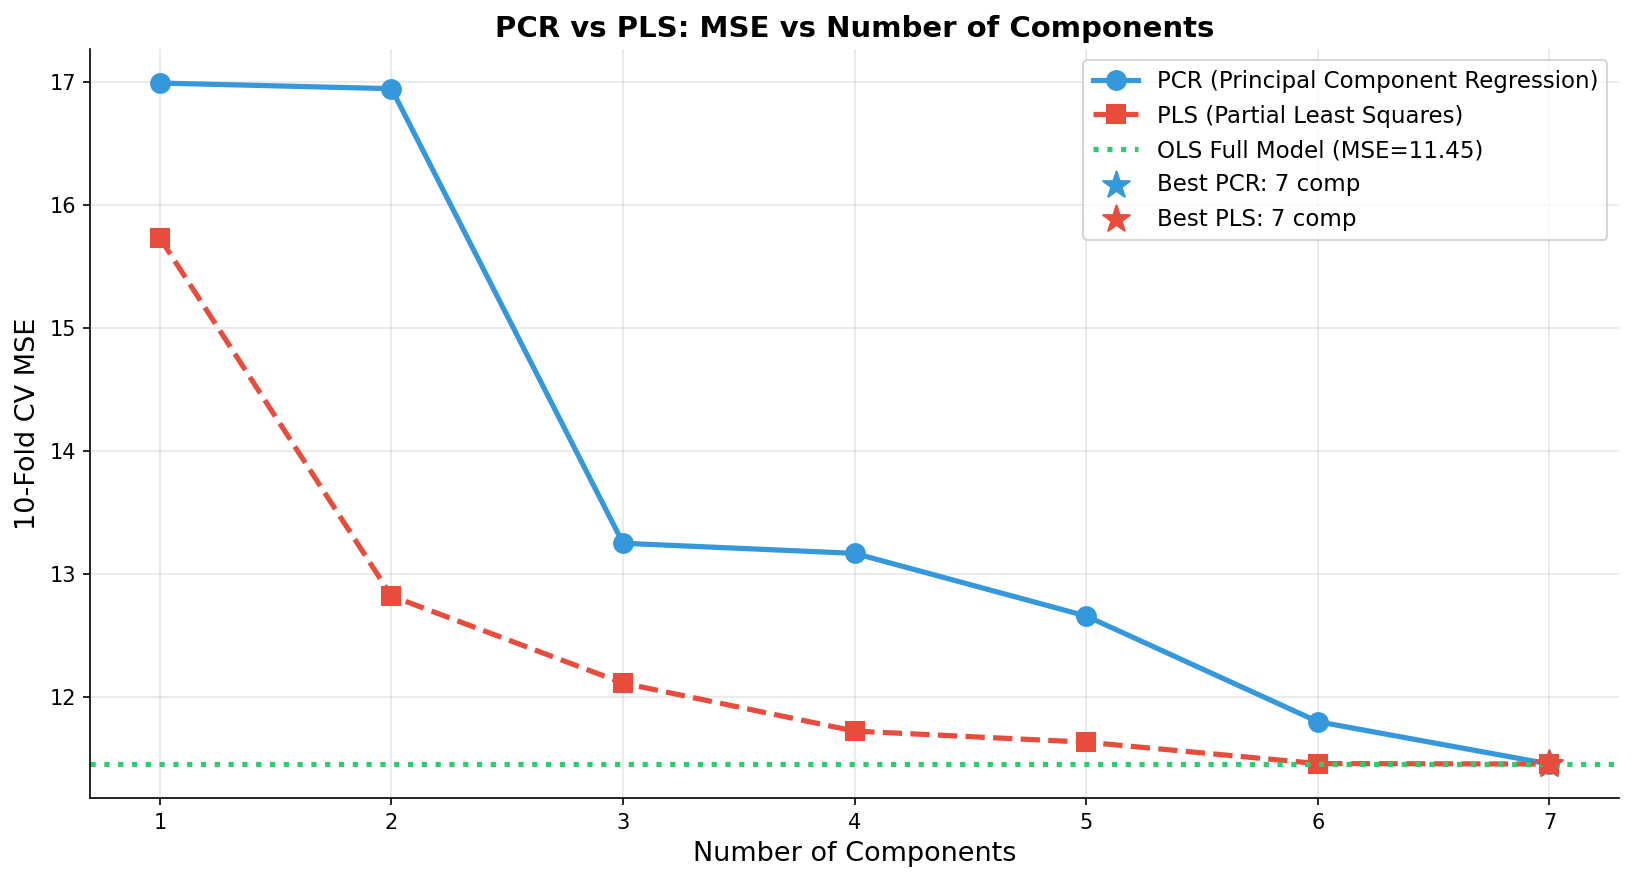 PCR vs PLS: MSE vs Number of Components
PCR (Principal Component Regression)
PLS (Partial Least Squares)
OLS Full Model (MSE=11.45)
Best PCR: 7 comp
Best PLS: 7 comp
10-Fold CV MSE
17
16
15
14
13
12
1 2 3 4 5 6 7
Number of Components